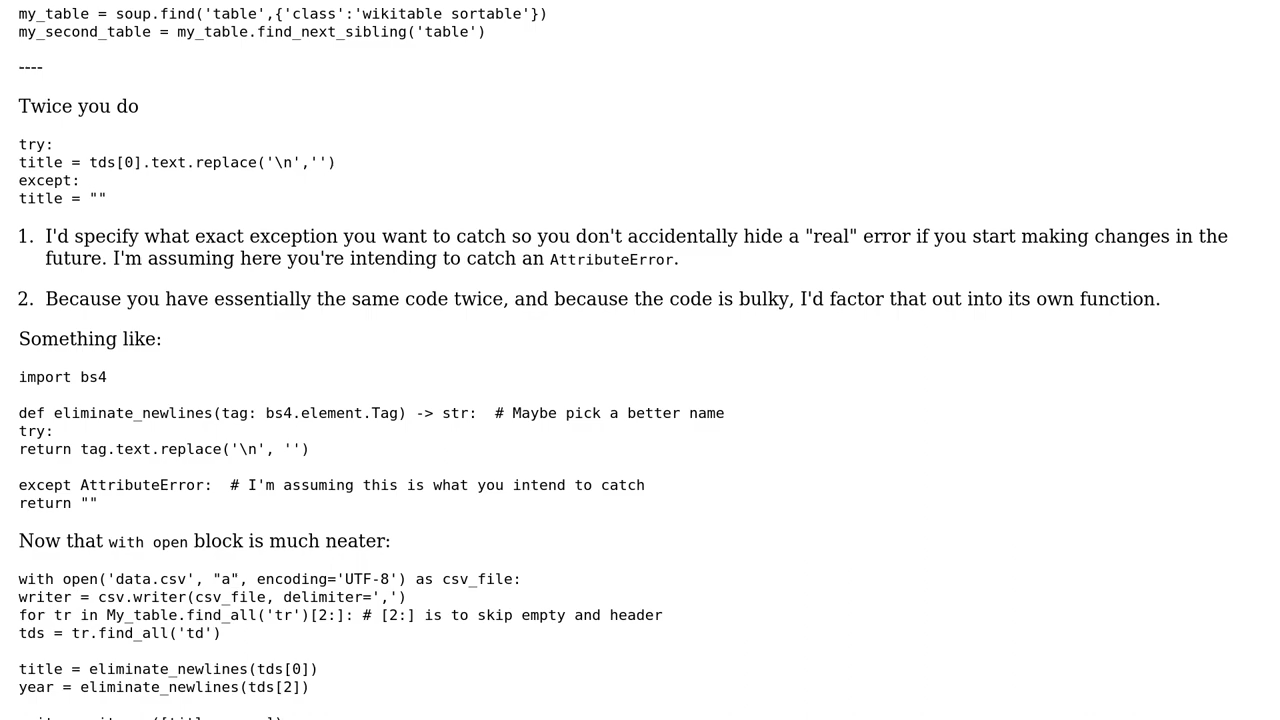 my_table = soup.find('table',{'class':'wikitable sortable'})
my_second_table = my_table.find_next_sibling('table')
----
Twice you do
try:
title = tds[0].text.replace('\n','')
except:
title = ""
1. I'd specify what exact exception you want to catch so you don't accidentally hide a "real" error if you start making changes in the
future. I'm assuming here you're intending to catch an AttributeError.
2. Because you have essentially the same code twice, and because the code is bulky, I'd factor that out into its own function.
Something like:
import bs4
def eliminate_newlines(tag: bs4.element.Tag) -> str:  # Maybe pick a better name
try:
return tag.text.replace('\n', '')
except AttributeError:  # I'm assuming this is what you intend to catch
return ""
Now that with open block is much neater:
with open('data.csv', "a", encoding='UTF-8') as csv_file:
writer = csv.writer(csv_file, delimiter=',')
for tr in My_table.find_all('tr')[2:]: # [2:] is to skip empty and header
tds = tr.find_all('td')
title = eliminate_newlines(tds[0])
year = eliminate_newlines(tds[2])